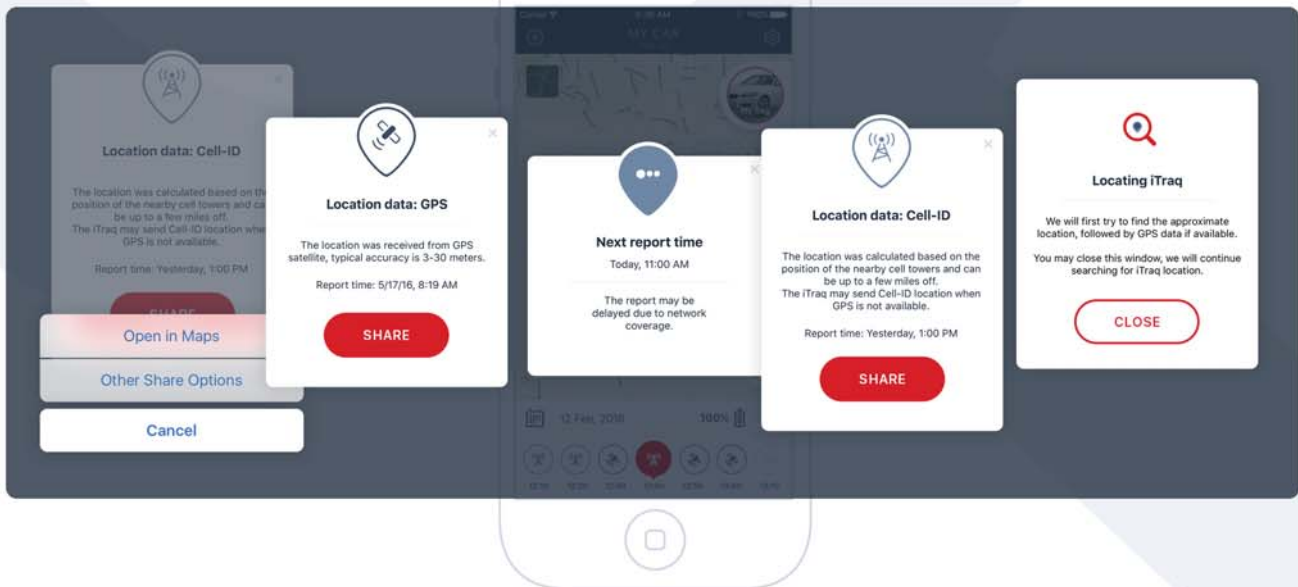 MY CAR
Location data: Cell-ID
The location was calculated based on the
position of the nearby cell towers and can
be up to a few miles off.
The iTraq may send Cell-ID location when
GPS is not available.
Report time: Yesterday, 1:00 PM
SHARE
Open in Maps
Other Share Options
Cancel
Location data: GPS
The location was received from GPS
satellite, typical accuracy is 3-30 meters.
Report time: 5/17/16, 8:19 AM
SHARE
Next report time
Today, 11:00 AM
The report may be
delayed due to network
coverage.
12 Feb, 2016
100%
Location data: Cell-ID
The location was calculated based on the
position of the nearby cell towers and can
be up to a few miles off.
The iTraq may send Cell-ID location when
GPS is not available.
Report time: Yesterday, 1:00 PM
SHARE
Locating iTraq
We will first try to find the approximate
location, followed by GPS data if available.
You may close this window, we will continue
searching for iTraq location.
CLOSE